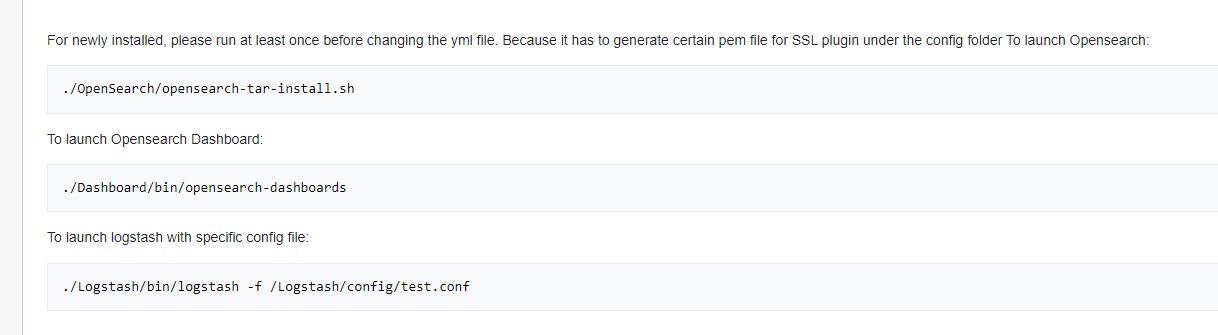 For newly installed, please run at least once before changing the yml file. Because it has to generate certain pem file for SSL plugin under the config folder To launch Opensearch:
./OpenSearch/opensearch-tar-install.sh
To launch Opensearch Dashboard:
./Dashboard/bin/opensearch-dashboards
To launch logstash with specific config file:
./Logstash/bin/logstash -f /Logstash/config/test.conf